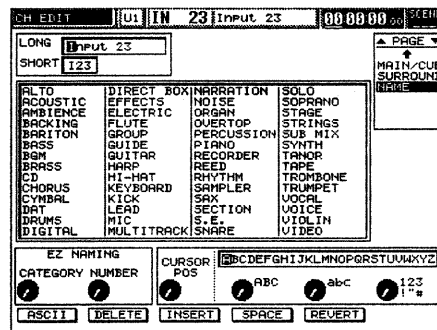 CH EDIT U1 IN 23 Input 23 00:00:00
LONG Input 23
SHORT I23
PAGE
MAIN/CUE
SURROUND
NAME
ALTO DIRECT BOX NARRATION SOLO
ACOUSTIC EFFECTS NOISE SOPRANO
AMBIENCE ELECTRIC ORGAN STAGE
BACKING FLUTE OVERTOP STRINGS
BARITON GROUP PERCUSSION SUB MIX
BASS GUIDE PIANO SYNTH
BGM GUITAR RECORDER TANOR
BRASS HARP REED TAPE
CD HI-HAT RHYTHM TROMBONE
CHORUS KEYBOARD SAMPLER TRUMPET
CYMBAL KICK SAX VOCAL
DAT LEAD SECTION VOICE
DRUMS MIC S.E. VIOLIN
DIGITAL MULTITRACK SNARE VIDEO
EZ NAMING
CATEGORY NUMBER
CURSOR
POS
ABCDEFGHIJKLMNOPQRSTUVWXYZ
ABC abc 123
!"#
ASCII DELETE INSERT SPACE REVERT